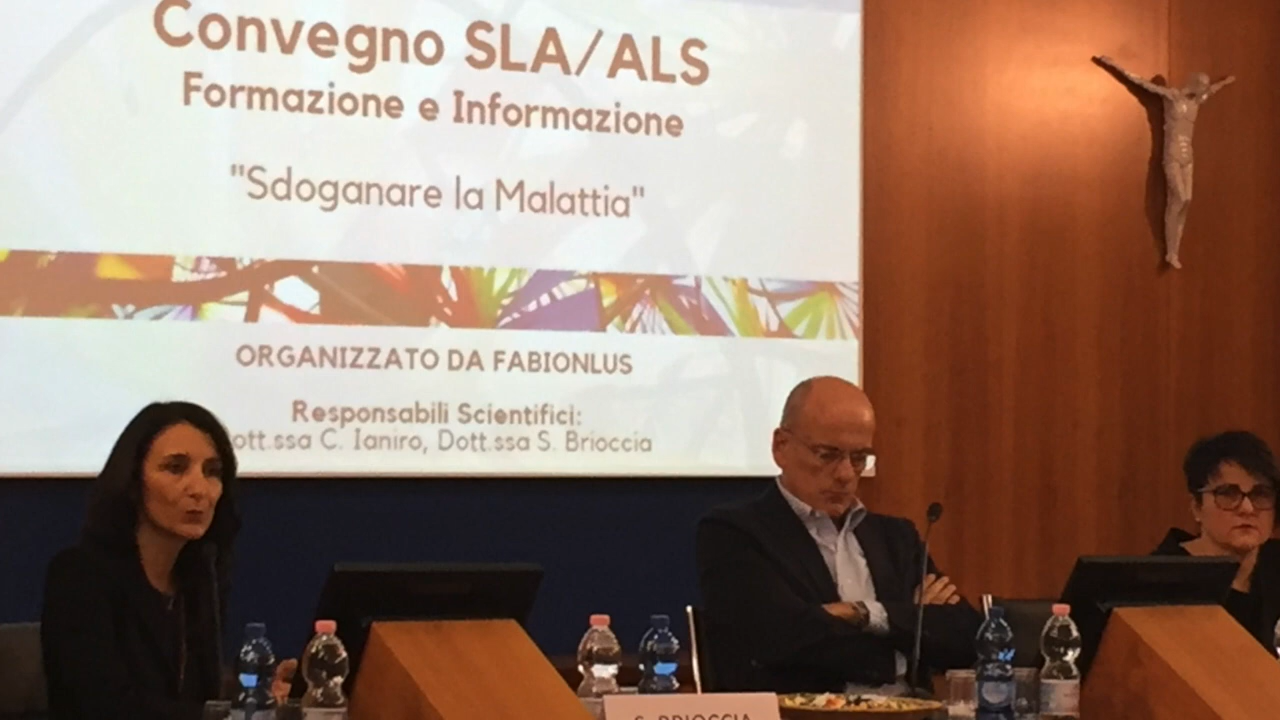 Convegno SLA/ALS
Formazione e Informazione
"Sdoganare la Malattia"
ORGANIZZATO DA FABIONLUS
Responsabili Scientifici:
ott.ssa C. Ianiro, Dott.ssa S. Brioccia
S. BRIOCCIA